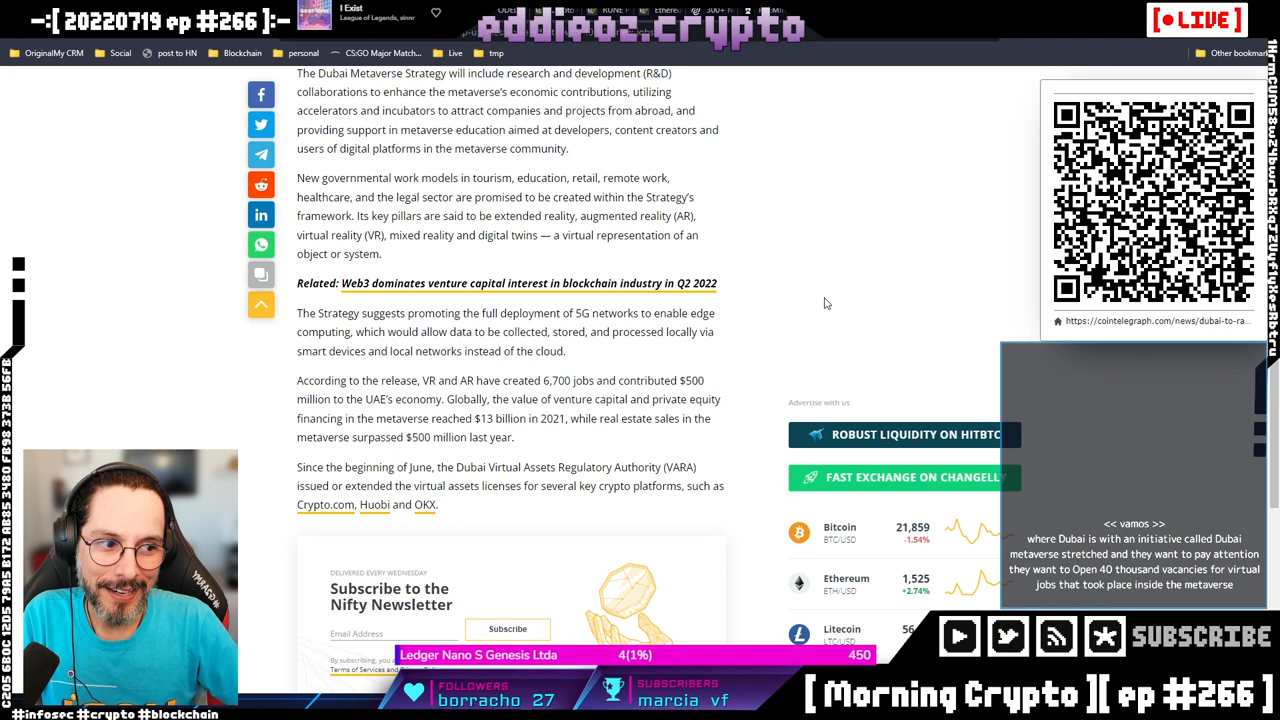 -:[ 20220719 ep #266 ]:-
I Exist
League of Legends, slnnr
addiaoz.crypto
[•LIVE]
OriginalMy CRM
Social
post to HN
Blockchain
personal
CS:GO Major Match...
Live
tmp
Other bookmar
The Dubai Metaverse Strategy will include research and development (R&D)
collaborations to enhance the metaverse's economic contributions, utilizing
accelerators and incubators to attract companies and projects from abroad, and
providing support in metaverse education aimed at developers, content creators and
users of digital platforms in the metaverse community.
New governmental work models in tourism, education, retail, remote work,
healthcare, and the legal sector are promised to be created within the Strategy's
framework. Its key pillars are said to be extended reality, augmented reality (AR),
virtual reality (VR), mixed reality and digital twins — a virtual representation of an
object or system.
Related: Web3 dominates venture capital interest in blockchain industry in Q2 2022
The Strategy suggests promoting the full deployment of 5G networks to enable edge
computing, which would allow data to be collected, stored, and processed locally via
smart devices and local networks instead of the cloud.
According to the release, VR and AR have created 6,700 jobs and contributed $500
million to the UAE's economy. Globally, the value of venture capital and private equity
financing in the metaverse reached $13 billion in 2021, while real estate sales in the
metaverse surpassed $500 million last year.
Since the beginning of June, the Dubai Virtual Assets Regulatory Authority (VARA)
issued or extended the virtual assets licenses for several key crypto platforms, such as
Crypto.com, Huobi and OKX.
DELIVERED EVERY WEDNESDAY
Subscribe to the
Nifty Newsletter
Email Address
Subscribe
By subscribing, you a
Terms of Services and
https://cointelegraph.com/news/dubai-to-ra...
Advertise with us
ROBUST LIQUIDITY ON HITBTC
FAST EXCHANGE ON CHANGELLY
Bitcoin 21,859
BTC/USD -1.54%
Ethereum 1,525
ETH/USD +2.74%
Litecoin 56
LTC/USD
<< vamos >>
where Dubai is with an initiative called Dubai
metaverse stretched and they want to pay attention
they want to Open 40 thousand vacancies for virtual
jobs that took place inside the metaverse
SUBSCRIBE
Ledger Nano S Genesis Ltda 4(1%) 450
FOLLOWERS
borracho 27
SUBSCRIBERS
marcia vf
[ Morning Crypto ][ ep #266 ]
infosec #crypto #blockchain